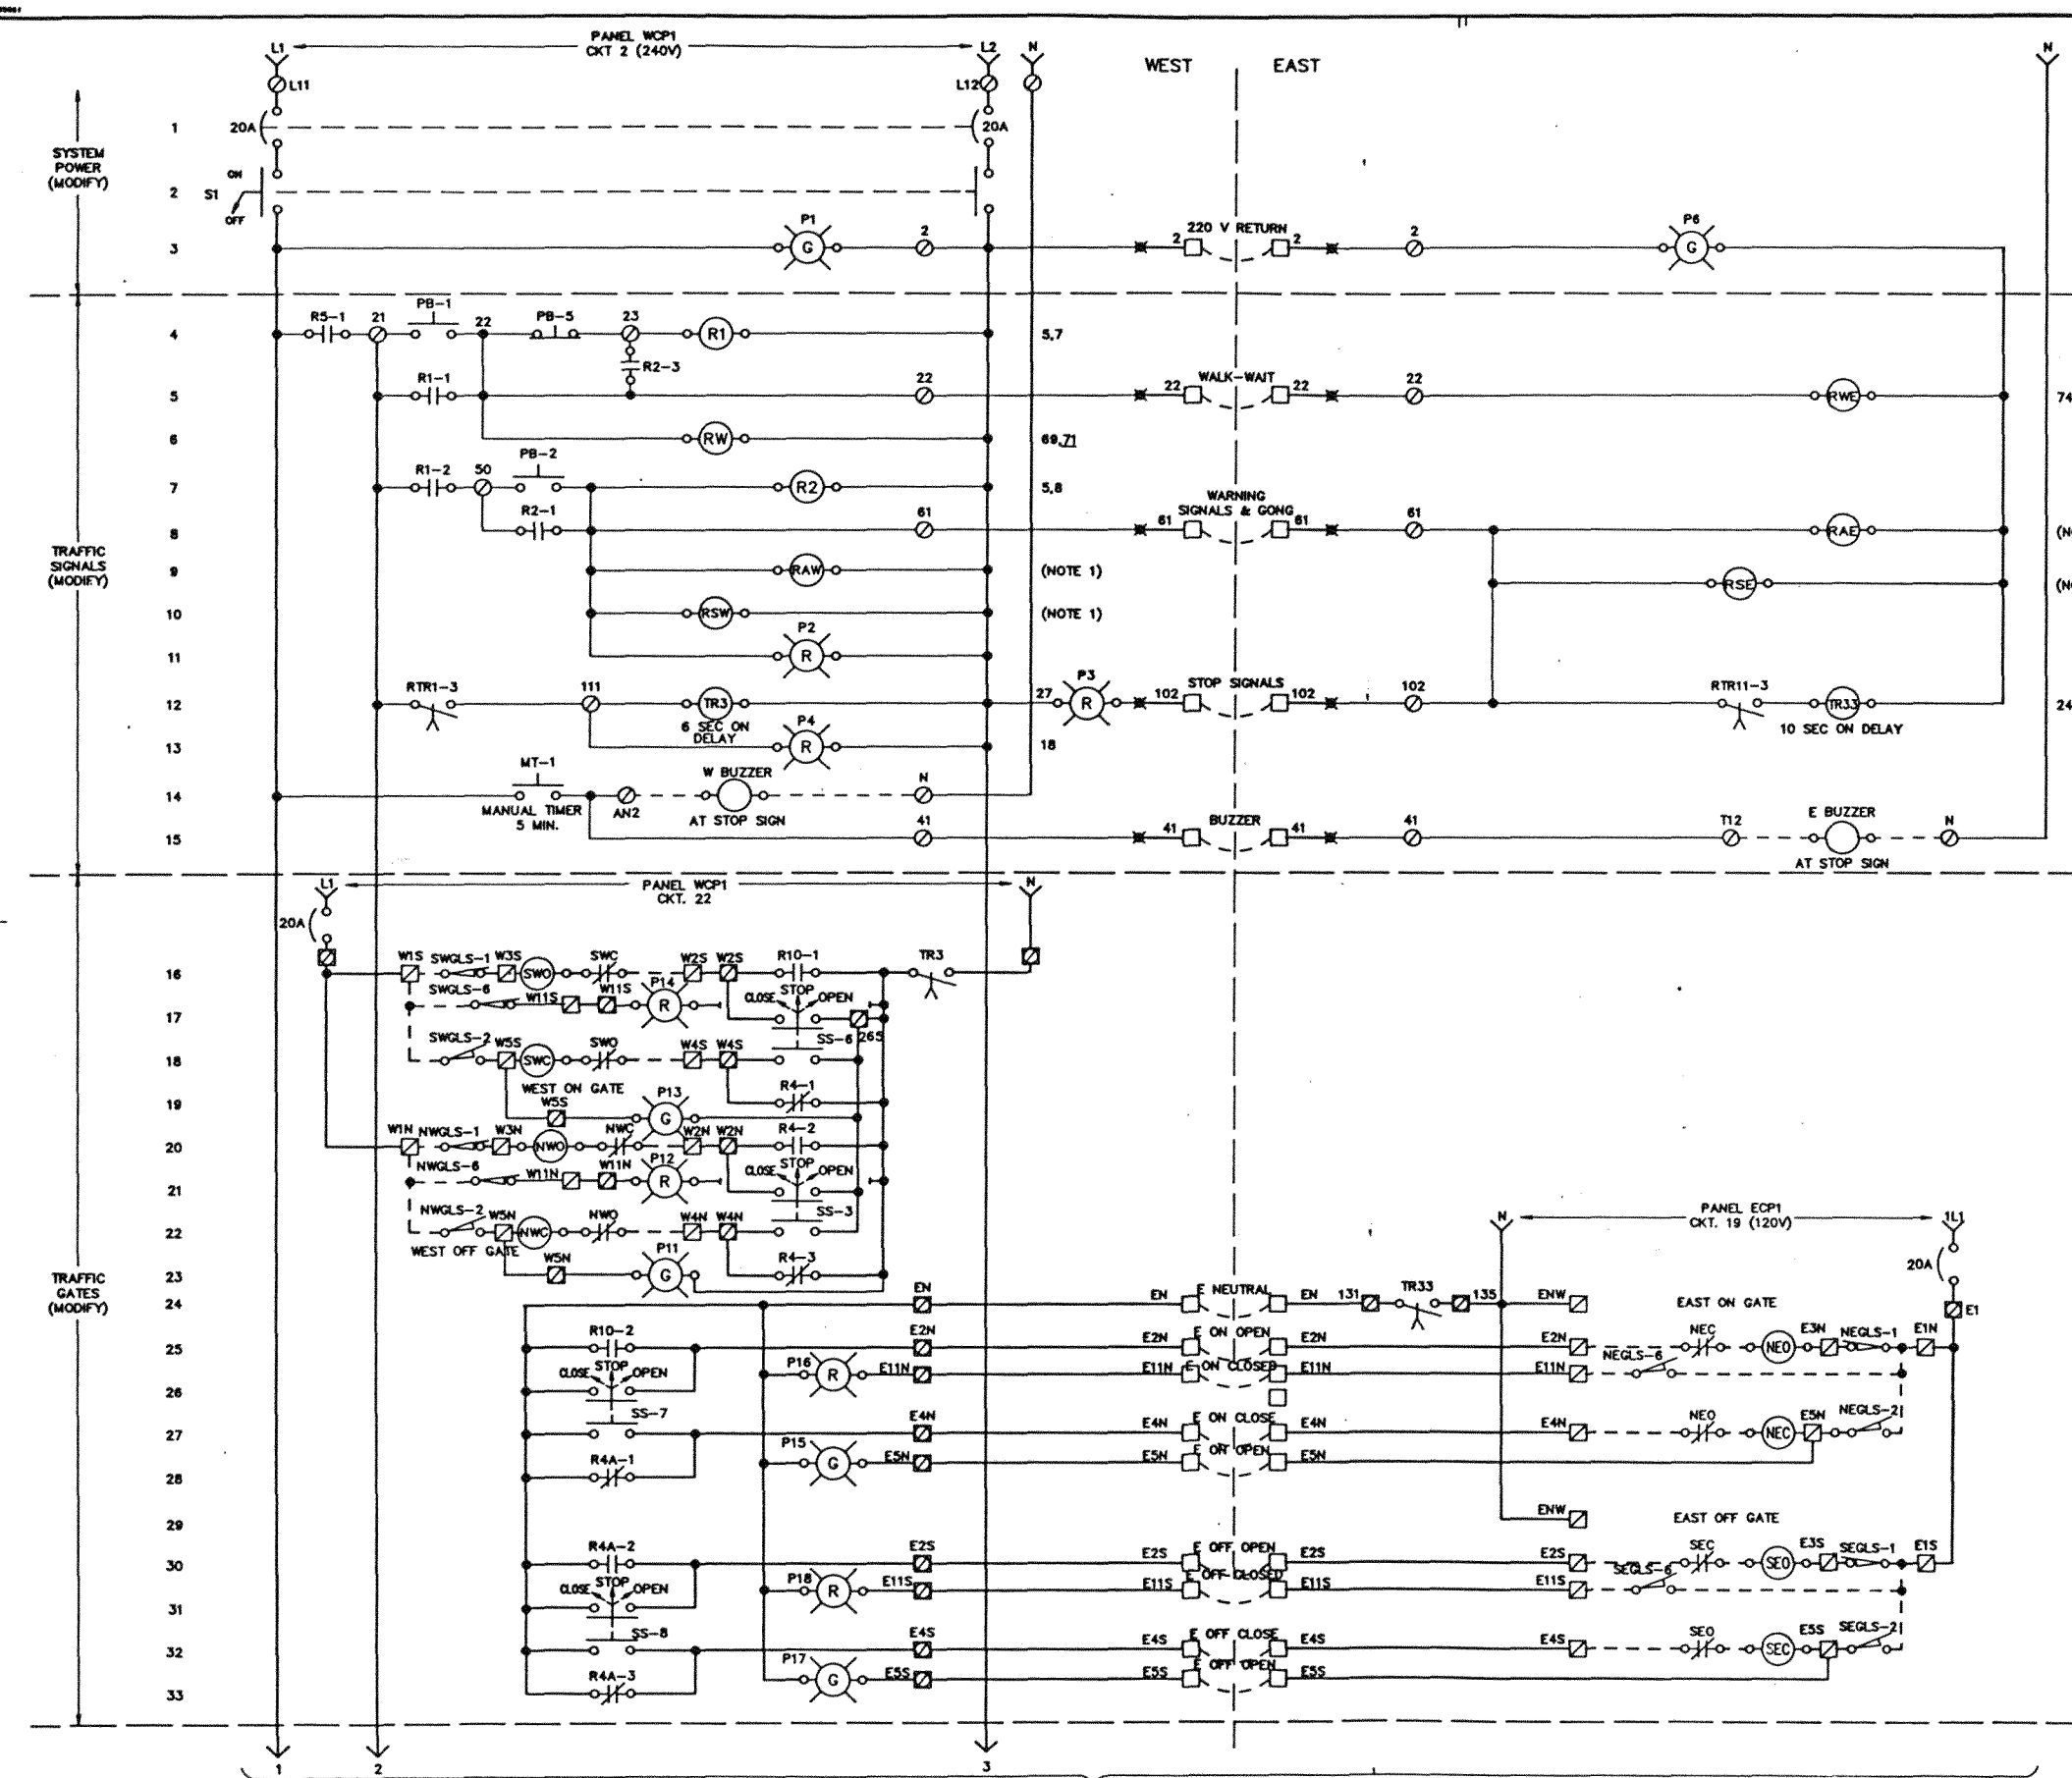 PANEL WCP1
L1 CKT 2 (240V) L2 N N
WEST EAST
L11 L12
1 20A 20A
SYSTEM
POWER
(MODIFY)
ON
2 S1
OFF
P1 220 V RETURN P6
3 G 2 2 2 2 G
R5-1 21 PB-1 22 PB-5 23
4 R1 5,7
R2-3
R1-1 22 WALK-WAIT
5 22 22 22 RWE 74
6 RW 69,71
R1-2 50 PB-2
7 R2 5,8
R2-1 61 WARNING
SIGNALS & GONG
8 61 61 61 RAE
TRAFFIC
SIGNALS
(MODIFY)
9 RAW (NOTE 1) RSE
10 RSW (NOTE 1)
P2
11 R
RTR1-3 111 P3 STOP SIGNALS 102 RTR11-3
12 TR3 27 R 102 102 TR33 24
6 SEC ON
DELAY
10 SEC ON DELAY
P4
13 R 18
MT-1 W BUZZER N
14 AN2
MANUAL TIMER
5 MIN.
AT STOP SIGN
41 BUZZER T12 E BUZZER N
15 41 41 41
AT STOP SIGN
L1 PANEL WCP1 N
CKT. 22
20A
W1S SWGLS-1 W3S SWC W2S W2S R10-1 TR3
16 SWO
SWGLS-6 W11S W11S P14 CLOSE STOP OPEN
17 R
SS-6 265
SWGLS-2 W5S SWO W4S W4S
18 SWC
WEST ON GATE
R4-1
19 W5S P13 G
W1N NWGLS-1 W3N NWC W2N W2N R4-2
20 NWO
NWGLS-6 W11N W11N P12 CLOSE STOP OPEN
21 R
SS-3
NWGLS-2 W5N NWO W4N W4N
22 NWC
WEST OFF GATE
PANEL ECP1
N CKT. 19 (120V) 1L1
R4-3
23 W5N P11 G 20A
TRAFFIC
GATES
(MODIFY)
24 EN EN E NEUTRAL EN 131 TR33 135 ENW EAST ON GATE E1
R10-2
25 E2N E2N E ON OPEN E2N E2N NEC NEO E3N NEGLS-1 E1N
CLOSE STOP OPEN P16 R E11N E11N E ON CLOSED E11N E11N NEGLS-6
26
SS-7
27 E4N E4N E ON CLOSE E4N E4N NEO NEC E5N NEGLS-2
R4A-1 P15 G E5N E5N E ON OPEN E5N
28
29 ENW EAST OFF GATE
R4A-2
30 E2S E2S E OFF OPEN E2S E2S SEC SEO E3S SEGLS-1 E1S
CLOSE STOP OPEN P18 R E11S E11S E OFF CLOSED E11S E11S SEGLS-6
31
SS-8
32 E4S E4S E OFF CLOSE E4S E4S SEO SEC E5S SEGLS-2
R4A-3 P17 G E5S E5S E OFF OPEN E5S
33
1 2 3